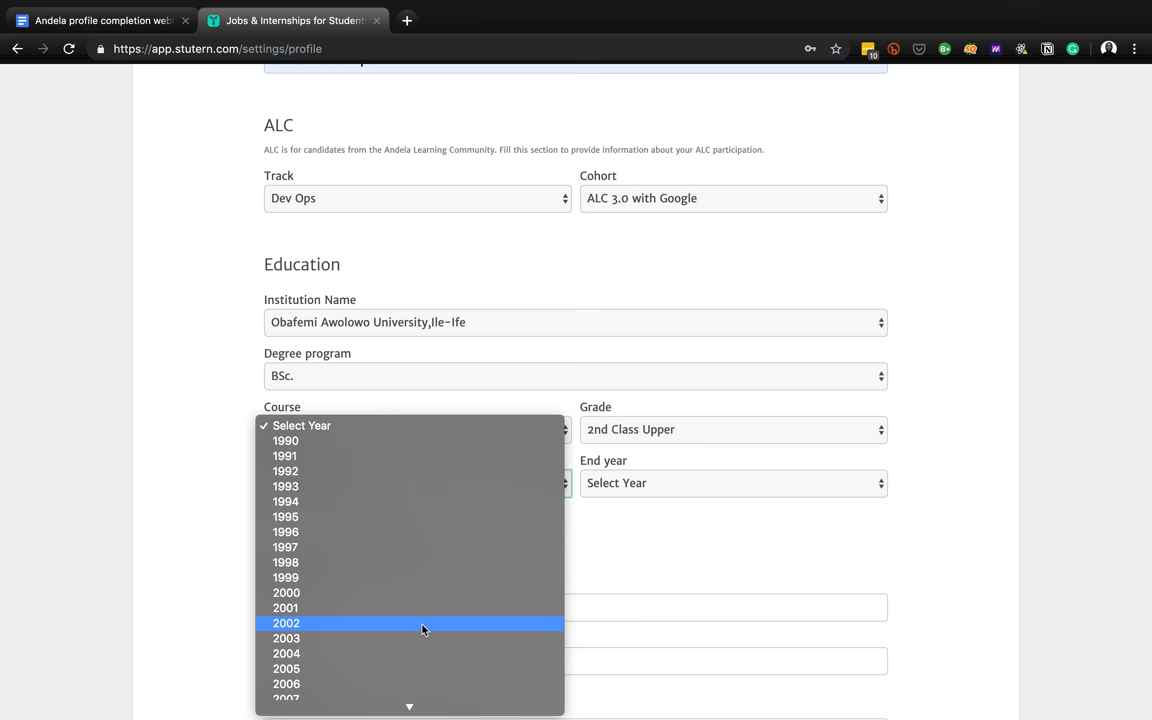 Andela profile completion webi
Jobs & Internships for Student
https://app.stutern.com/settings/profile
10
ALC
ALC is for candidates from the Andela Learning Community. Fill this section to provide information about your ALC participation.
Track
Cohort
Dev Ops
ALC 3.0 with Google
Education
Institution Name
Obafemi Awolowo University,Ile-Ife
Degree program
BSc.
Course
Grade
2nd Class Upper
End year
Select Year
✓ Select Year
1990
1991
1992
1993
1994
1995
1996
1997
1998
1999
2000
2001
2002
2003
2004
2005
2006
2007